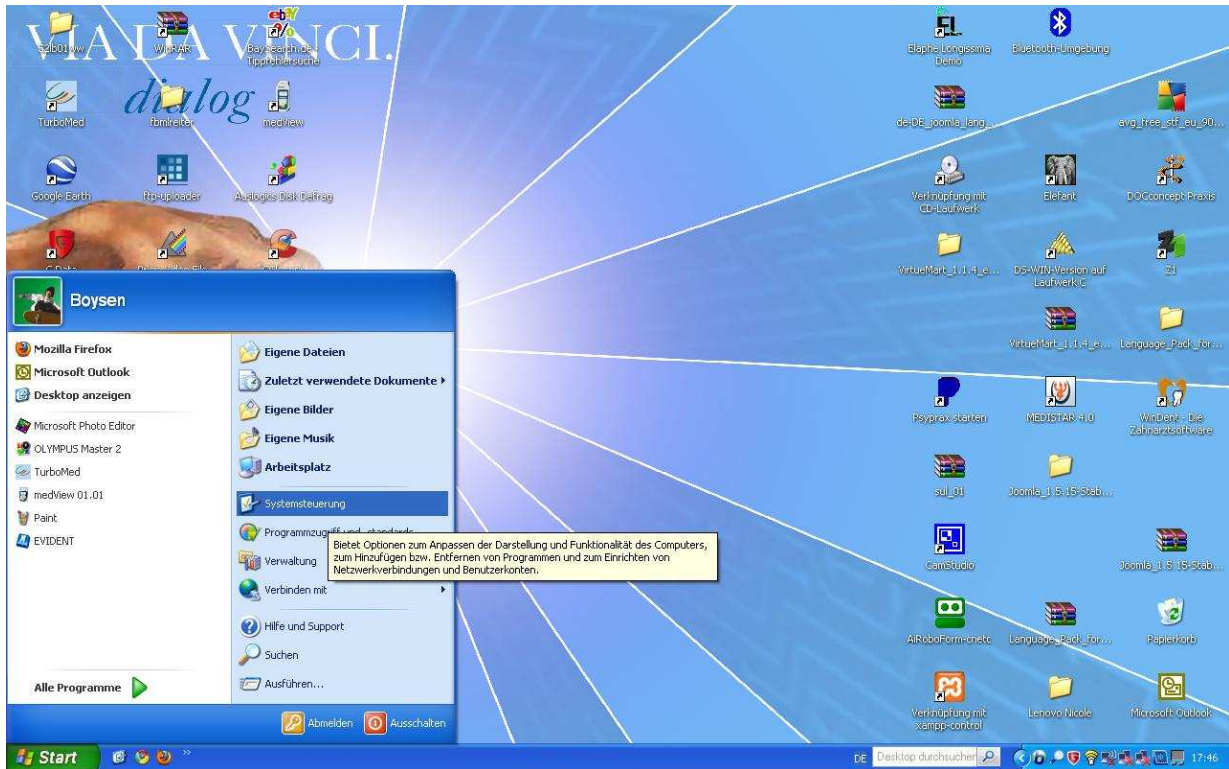 VIA DA VINCI.
dialog
WinRAR
BaySearch.de - Tippfehlersuche
TurboMed
fbmlreiter
medView
Google Earth
ftp-uploader
Auslogics Disk Defrag
Elaphe Longissima
Demo
Bluetooth-Umgebung
de-DE_joomla_lang...
avg_free_stf_eu_90...
Verknüpfung mit
CD-Laufwerk
Elefant
DOCconcept Praxis
VirtueMart_1.1.4_e...
DS-WIN-Version auf
Laufwerk C
Z1
VirtueMart_1.1.4_e...
Language_Pack_for...
Psyprax starten
MEDISTAR 4.0
WinDent - Die
Zahnarztsoftware
sul_01
Joomla_1.5.15-Stab...
CamStudio
Joomla_1.5.15-Stab...
AiRoboForm-cnetc
Language_Pack_for...
Papierkorb
Verknüpfung mit
xampp-control
Lenovo Nicole
Microsoft Outlook
Boysen
Mozilla Firefox
Microsoft Outlook
Desktop anzeigen
Microsoft Photo Editor
OLYMPUS Master 2
TurboMed
medView 01.01
Paint
EVIDENT
Alle Programme
Eigene Dateien
Zuletzt verwendete Dokumente
Eigene Bilder
Eigene Musik
Arbeitsplatz
Systemsteuerung
Programmzugriff und -standards
Bietet Optionen zum Anpassen der Darstellung und Funktionalität des Computers,
zum Hinzufügen bzw. Entfernen von Programmen und zum Einrichten von
Netzwerkverbindungen und Benutzerkonten.
Verwaltung
Verbinden mit
Hilfe und Support
Suchen
Ausführen...
Abmelden
Ausschalten
Start
DE
Desktop durchsuchen
17:46